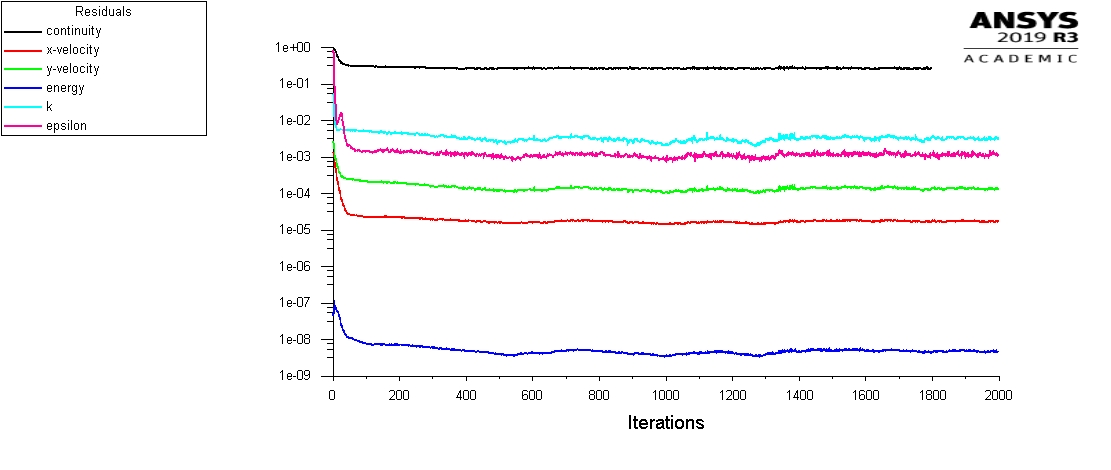 Residuals
continuity
x-velocity
y-velocity
energy
k
epsilon
ANSYS
2019 R3
ACADEMIC
1e+00
1e-01
1e-02
1e-03
1e-04
1e-05
1e-06
1e-07
1e-08
1e-09
0 200 400 600 800 1000 1200 1400 1600 1800 2000
Iterations